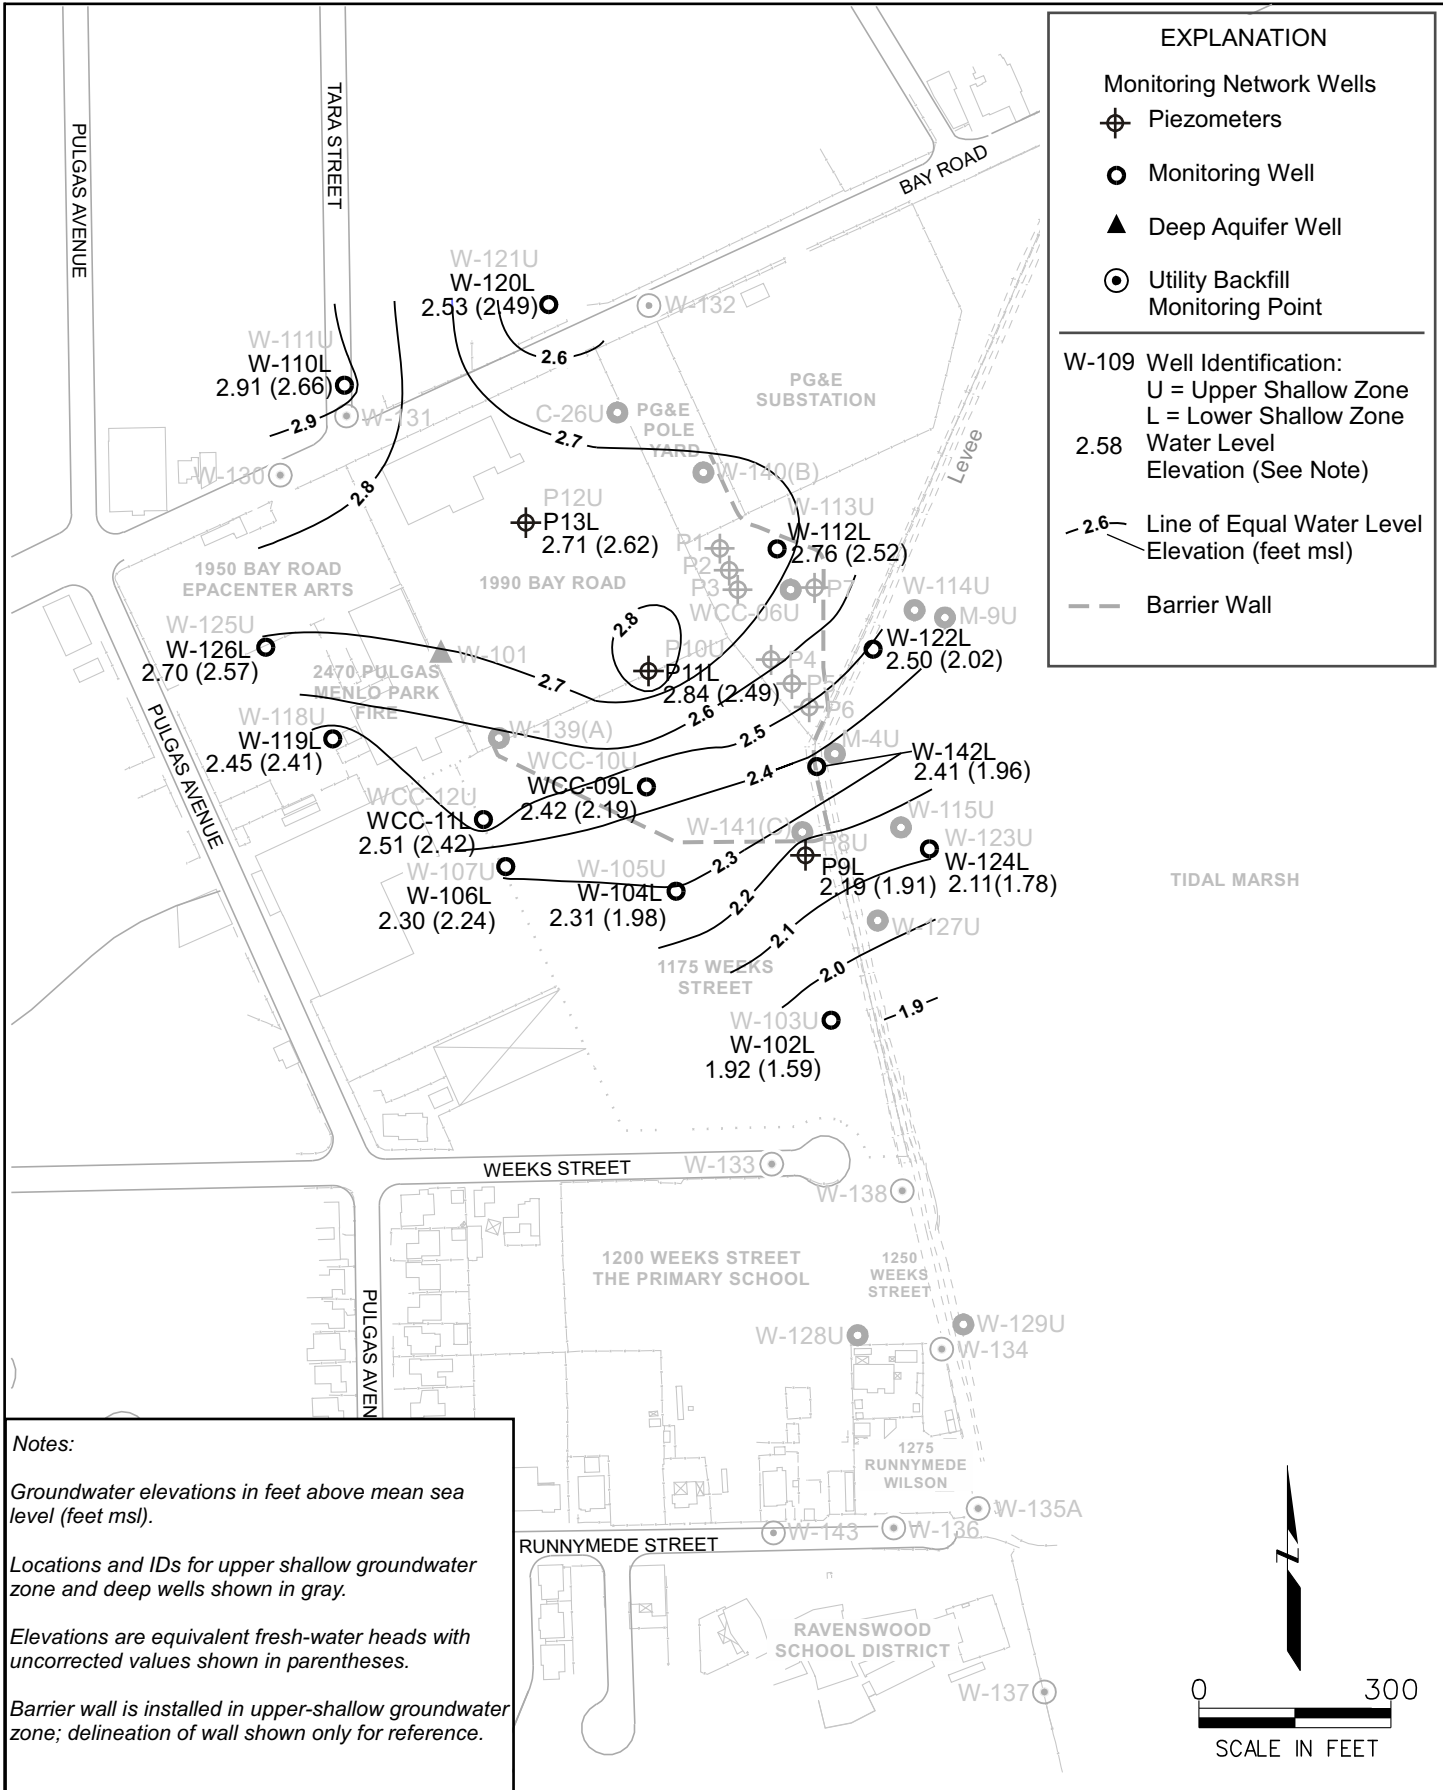 EXPLANATION
Monitoring Network Wells
Piezometers
Monitoring Well
Deep Aquifer Well
Utility Backfill
Monitoring Point
W-109 Well Identification:
U = Upper Shallow Zone
L = Lower Shallow Zone
2.58 Water Level
Elevation (See Note)
2.6 Line of Equal Water Level
Elevation (feet msl)
Barrier Wall
PULGAS AVENUE
TARA STREET
BAY ROAD
W-121U
W-120L
2.53 (2.49)
W-132
W-111U
W-110L
2.91 (2.66)
W-131
2.9
2.6
PG&E
SUBSTATION
C-26U
PG&E
POLE
YARD
2.7
Levee
W-130
2.8
W-140(B)
P12U
P13L
2.71 (2.62)
W-113U
W-112L
2.76 (2.52)
P1
P2
P3
P7
WCC-06U
1950 BAY ROAD
EPACENTER ARTS
1990 BAY ROAD
W-114U
M-9U
W-125U
W-126L
2.70 (2.57)
2.8
W-122L
2.50 (2.02)
W-101
P10U
P11L
2.84 (2.49)
P4
P5
P6
2470 PULGAS
MENLO PARK
FIRE
2.7
2.6
2.5
2.4
W-118U
W-119L
2.45 (2.41)
PULGAS AVENUE
W-139(A)
M-4U
W-142L
2.41 (1.96)
WCC-10U
WCC-09L
2.42 (2.19)
WCC-12U
WCC-11L
2.51 (2.42)
W-141(C)
W-115U
W-123U
W-124L
2.11(1.78)
P8U
P9L
2.19 (1.91)
2.3
W-107U
W-106L
2.30 (2.24)
W-105U
W-104L
2.31 (1.98)
2.2
2.1
2.0
1.9
W-127U
TIDAL MARSH
1175 WEEKS
STREET
W-103U
W-102L
1.92 (1.59)
WEEKS STREET
W-133
W-138
1200 WEEKS STREET
THE PRIMARY SCHOOL
1250
WEEKS
STREET
PULGAS AVEN
W-128U
W-129U
W-134
1275
RUNNYMEDE
WILSON
W-135A
W-143
W-136
RUNNYMEDE STREET
RAVENSWOOD
SCHOOL DISTRICT
W-137
Notes:
Groundwater elevations in feet above mean sea
level (feet msl).
Locations and IDs for upper shallow groundwater
zone and deep wells shown in gray.
Elevations are equivalent fresh-water heads with
uncorrected values shown in parentheses.
Barrier wall is installed in upper-shallow groundwater
zone; delineation of wall shown only for reference.
Z
0 300
SCALE IN FEET